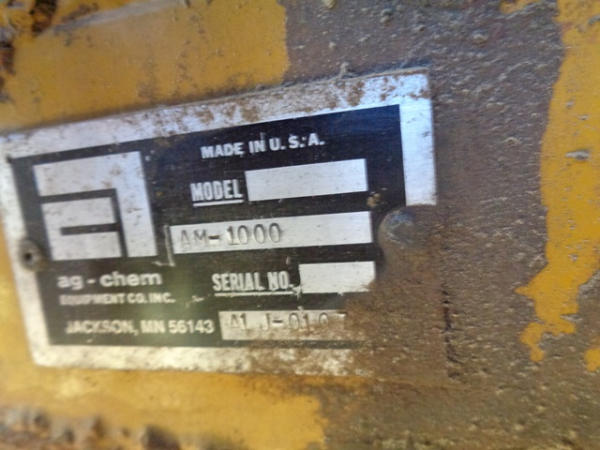 MADE IN U.S.A.
MODEL
AM-1000
ag-chem
EQUIPMENT CO. INC.
SERIAL NO.
JACKSON, MN 56143